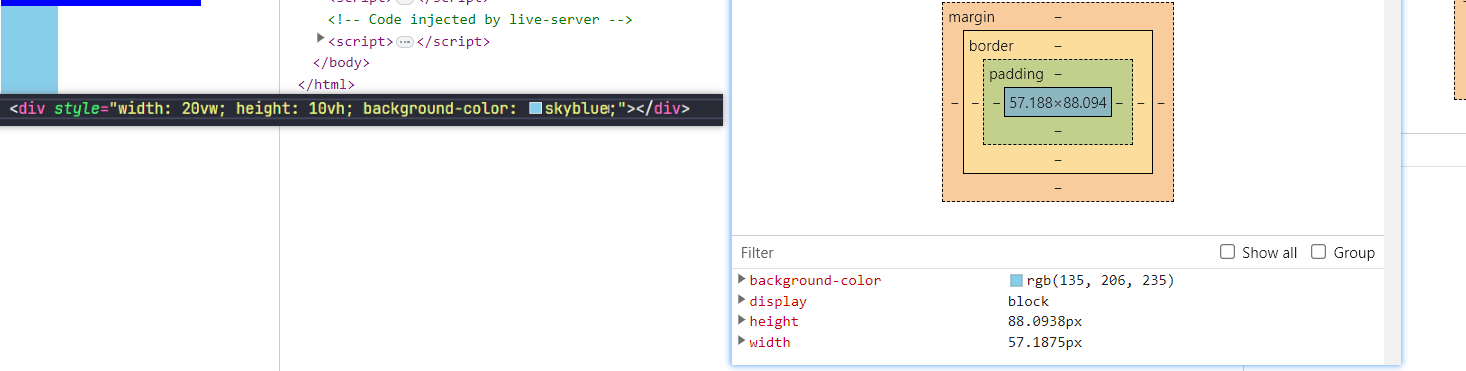 <script>⋯</script>
<!-- Code injected by live-server -->
<script>⋯</script>
</body>
</html>
<div style="width: 20vw; height: 10vh; background-color: skyblue;"></div>
margin –
border –
padding –
– – – 57.188×88.094 – – –
–
–
–
Filter Show all Group
background-color rgb(135, 206, 235)
display block
height 88.0938px
width 57.1875px